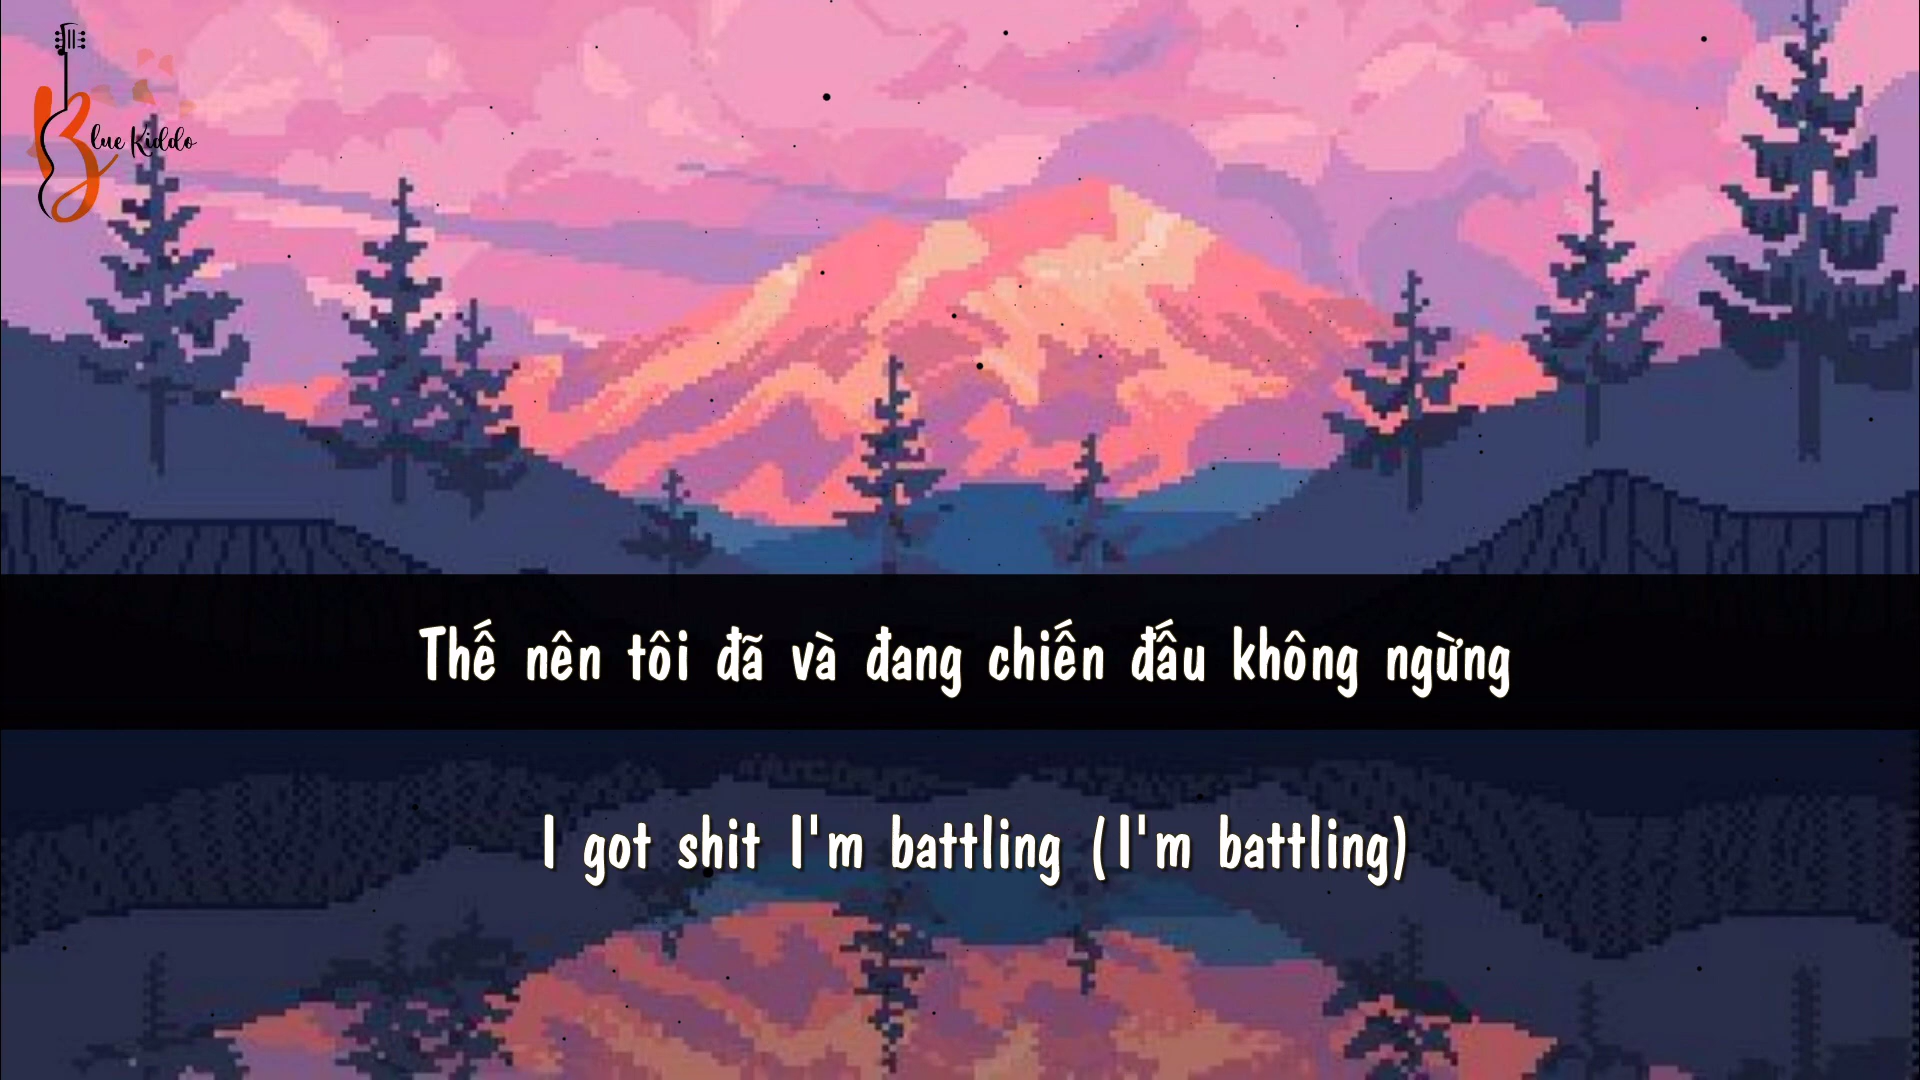 Blue Kiddo
Thế nên tôi đã và đang chiến đấu không ngừng
I got shit I'm battling (I'm battling)